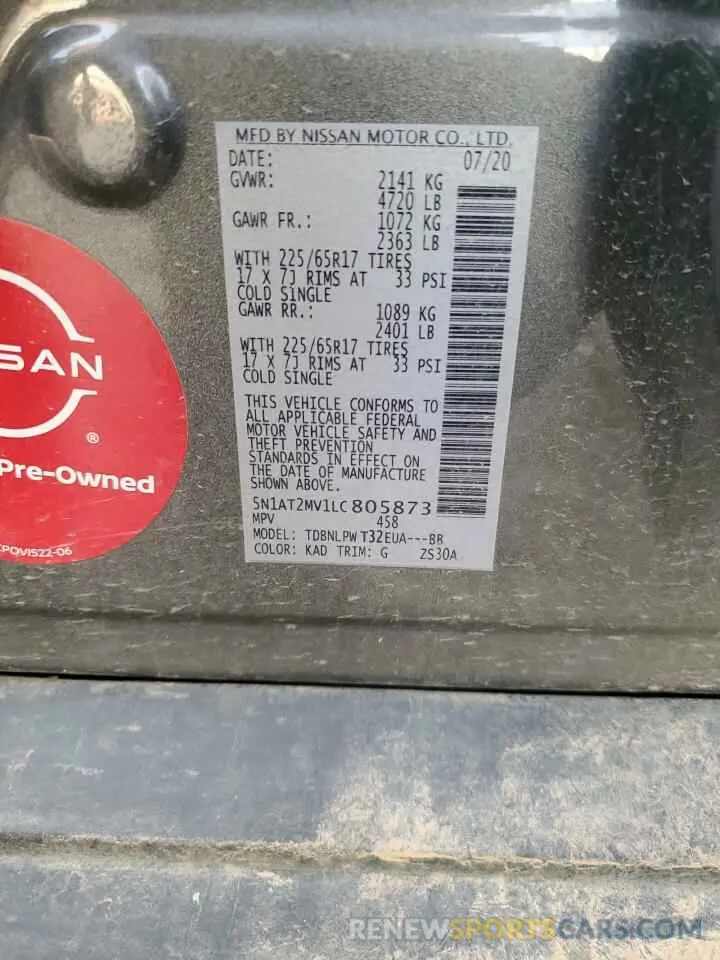 MFD BY NISSAN MOTOR CO., LTD.
DATE: 07/20
GVWR: 2141 KG
4720 LB
GAWR FR.: 1072 KG
2363 LB
WITH 225/65R17 TIRES
17 X 7J RIMS AT 33 PSI
COLD SINGLE
GAWR RR.: 1089 KG
2401 LB
WITH 225/65R17 TIRES
17 X 7J RIMS AT 33 PSI
COLD SINGLE
THIS VEHICLE CONFORMS TO
ALL APPLICABLE FEDERAL
MOTOR VEHICLE SAFETY AND
THEFT PREVENTION
STANDARDS IN EFFECT ON
THE DATE OF MANUFACTURE
SHOWN ABOVE.
5N1AT2MV1LC805873
MPV 458
MODEL: TDBNLPW T32EUA---BB
COLOR: KAD TRIM: G ZS30A
SSAN
®
Pre-Owned
CPOVIS22-06
RENEWSPORTSCARS.COM